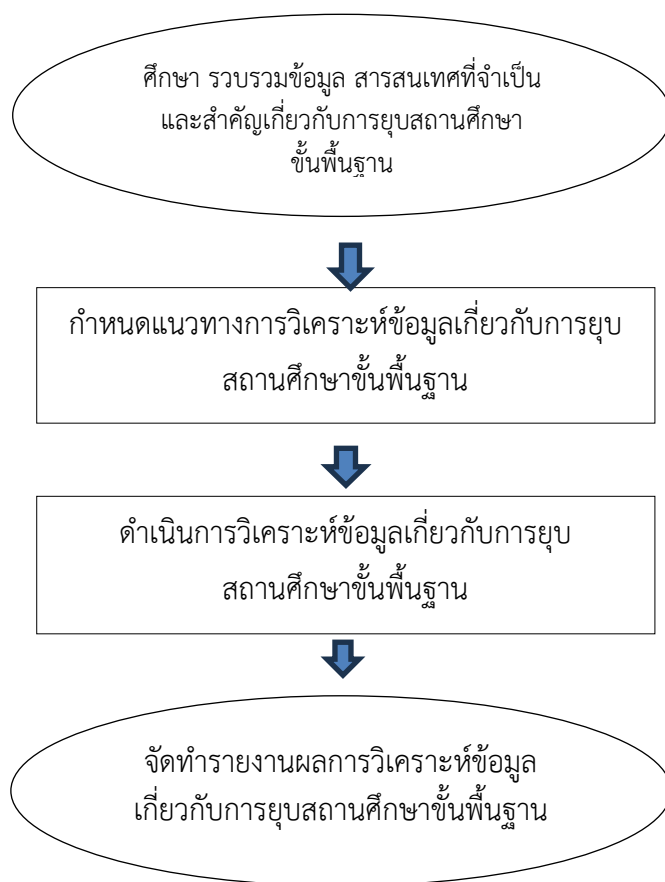 ศึกษา รวบรวมข้อมูล สารสนเทศที่จำเป็น
และสำคัญเกี่ยวกับการยุบสถานศึกษา
ขั้นพื้นฐาน
กำหนดแนวทางการวิเคราะห์ข้อมูลเกี่ยวกับการยุบ
สถานศึกษาขั้นพื้นฐาน
ดำเนินการวิเคราะห์ข้อมูลเกี่ยวกับการยุบ
สถานศึกษาขั้นพื้นฐาน
จัดทำรายงานผลการวิเคราะห์ข้อมูล
เกี่ยวกับการยุบสถานศึกษาขั้นพื้นฐาน